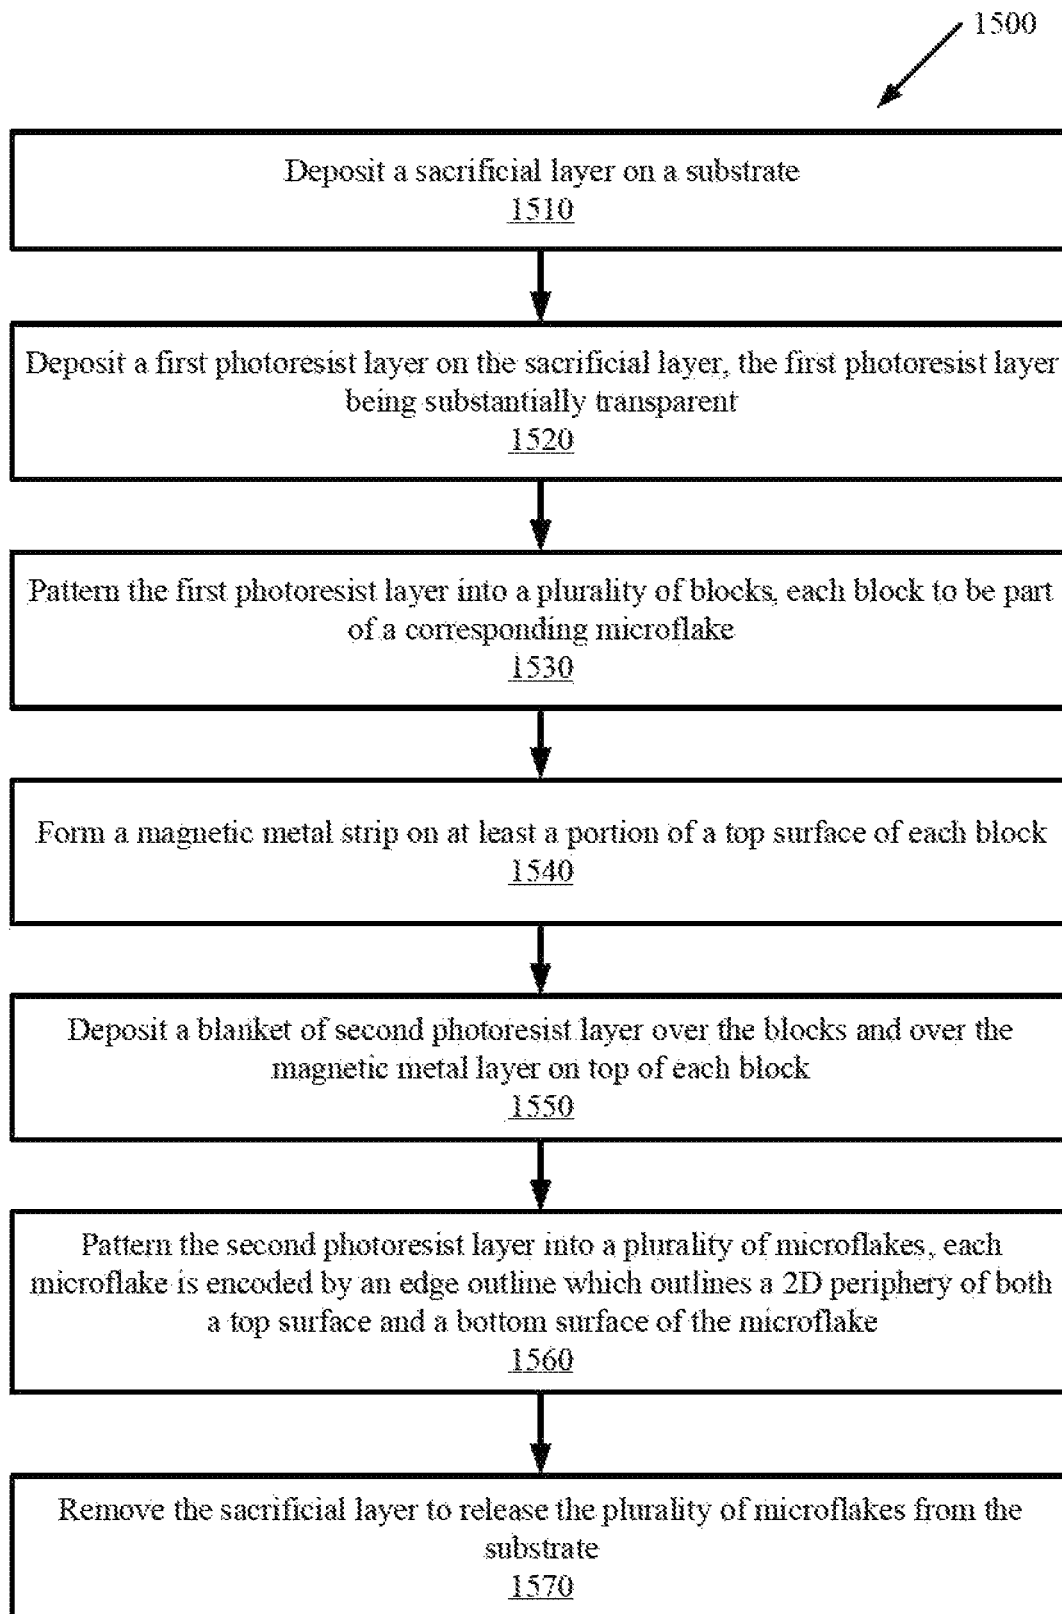 1500
Deposit a sacrificial layer on a substrate
1510
Deposit a first photoresist layer on the sacrificial layer, the first photoresist layer
being substantially transparent
1520
Pattern the first photoresist layer into a plurality of blocks, each block to be part
of a corresponding microflake
1530
Form a magnetic metal strip on at least a portion of a top surface of each block
1540
Deposit a blanket of second photoresist layer over the blocks and over the
magnetic metal layer on top of each block
1550
Pattern the second photoresist layer into a plurality of microflakes, each
microflake is encoded by an edge outline which outlines a 2D periphery of both
a top surface and a bottom surface of the microflake
1560
Remove the sacrificial layer to release the plurality of microflakes from the
substrate
1570